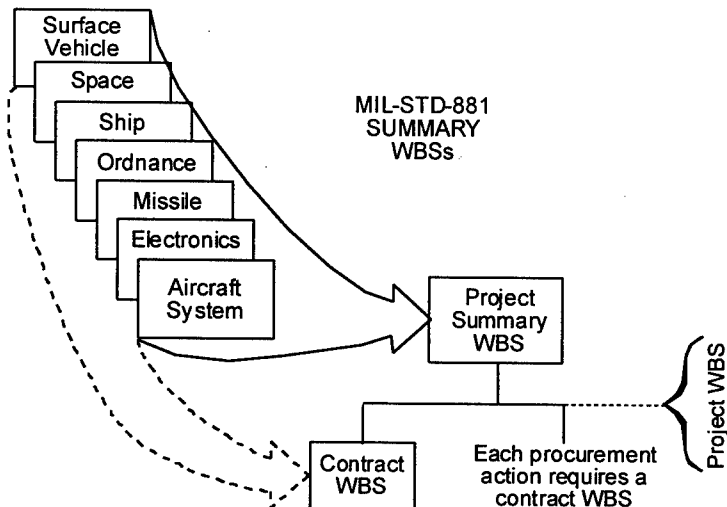 Surface
Vehicle
Space
Ship
Ordnance
Missile
Electronics
Aircraft
System
MIL-STD-881
SUMMARY
WBSs
Project
Summary
WBS
Project WBS
Contract
WBS
Each procurement
action requires a
contract WBS